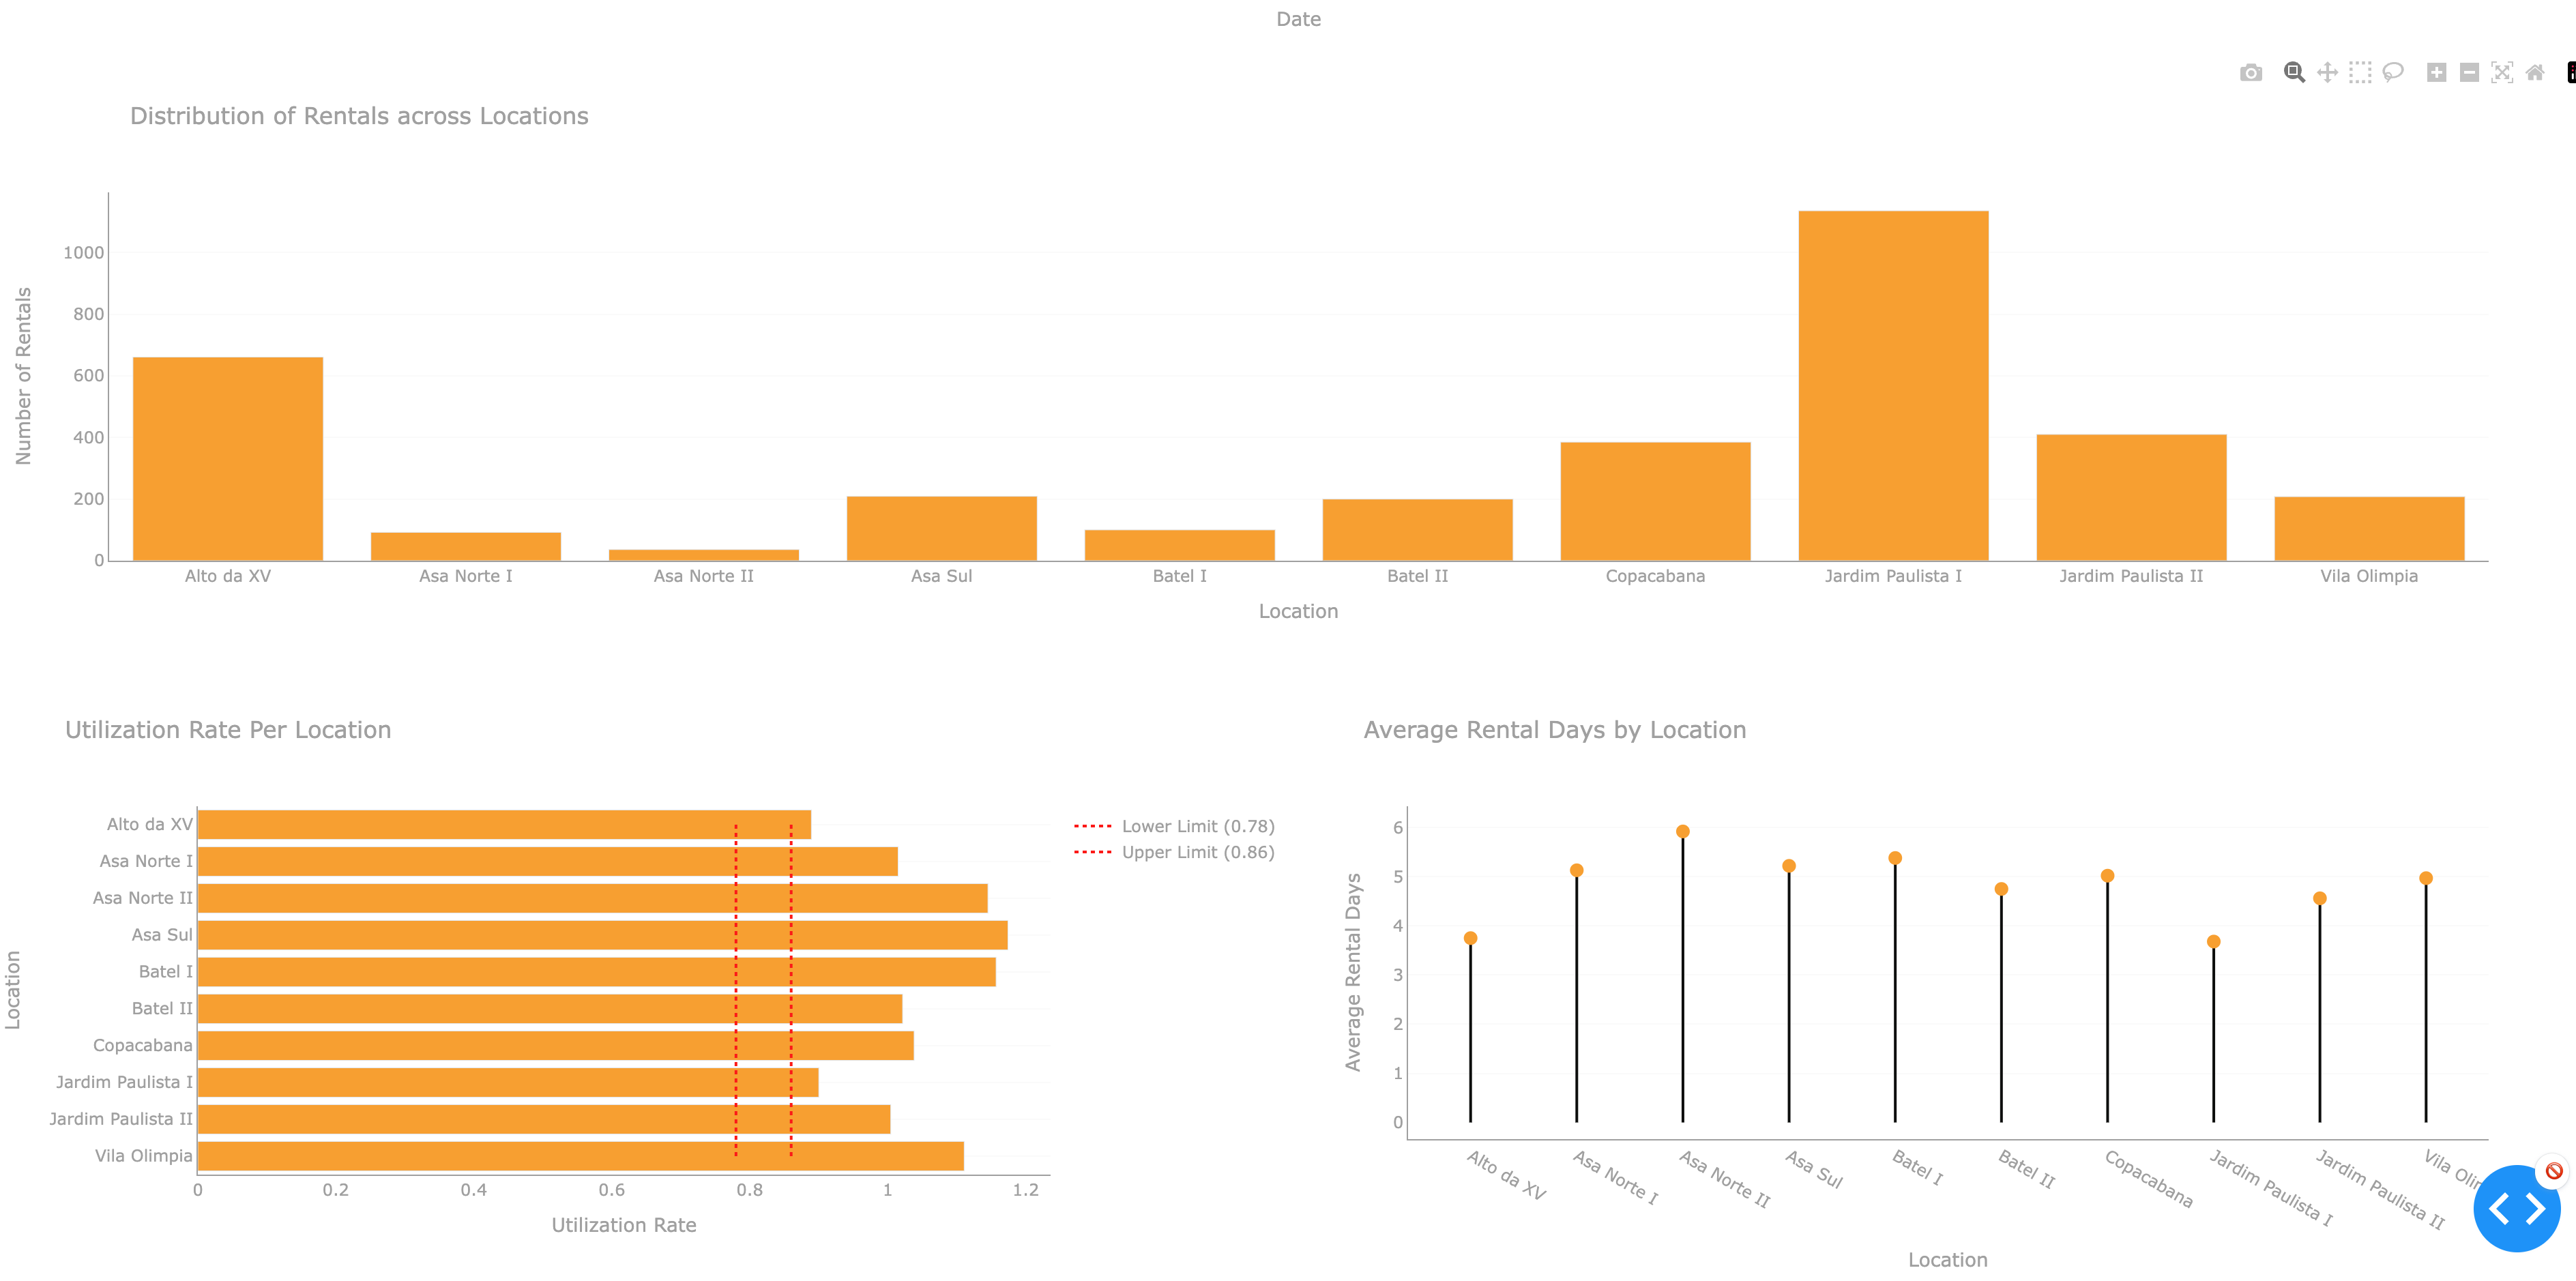 Date
Distribution of Rentals across Locations
Number of Rentals
1000
800
600
400
200
0
Alto da XV Asa Norte I Asa Norte II Asa Sul Batel I Batel II Copacabana Jardim Paulista I Jardim Paulista II Vila Olimpia
Location
Utilization Rate Per Location
Location
Alto da XV
Asa Norte I
Asa Norte II
Asa Sul
Batel I
Batel II
Copacabana
Jardim Paulista I
Jardim Paulista II
Vila Olimpia
0 0.2 0.4 0.6 0.8 1 1.2
Utilization Rate
Lower Limit (0.78)
Upper Limit (0.86)
Average Rental Days by Location
Average Rental Days
6
5
4
3
2
1
0
Alto da XV
Asa Norte I
Asa Norte II
Asa Sul
Batel I
Batel II
Copacabana
Jardim Paulista I
Jardim Paulista II
Vila
Location